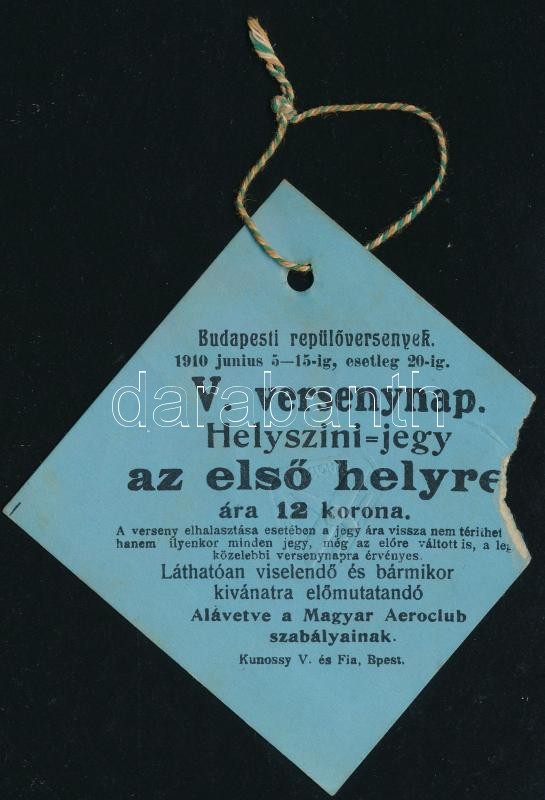 Budapesti repülőversenyek.
1910 junius 5—15-ig, esetleg 20-ig.
V. versenynap.
darabanth
Helyszini=jegy
az első helyre
ára 12 korona.
A verseny elhalasztása esetében a jegy ára vissza nem téríthet
hanem ilyenkor minden jegy, még az előre váltott is, a leg
közelebbi versenynapra érvényes.
Láthatóan viselendő és bármikor
kivánatra előmutatandó
Alávetve a Magyar Aeroclub
szabályainak.
Kunossy V. és Fia, Bpest.